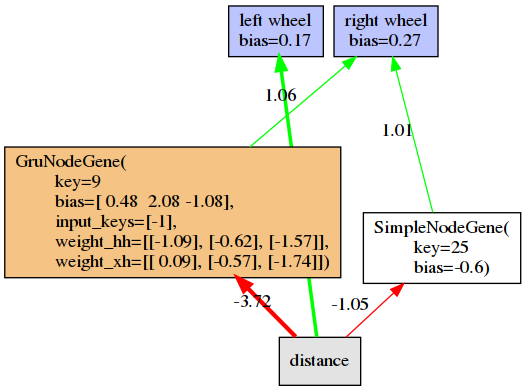 left wheel
bias=0.17
right wheel
bias=0.27
1.06
1.01
GruNodeGene(
key=9
bias=[ 0.48  2.08 -1.08],
input_keys=[-1],
weight_hh=[[-1.09], [-0.62], [-1.57]],
weight_xh=[[ 0.09], [-0.57], [-1.74]])
SimpleNodeGene(
key=25
bias=-0.6)
-3.72
-1.05
distance